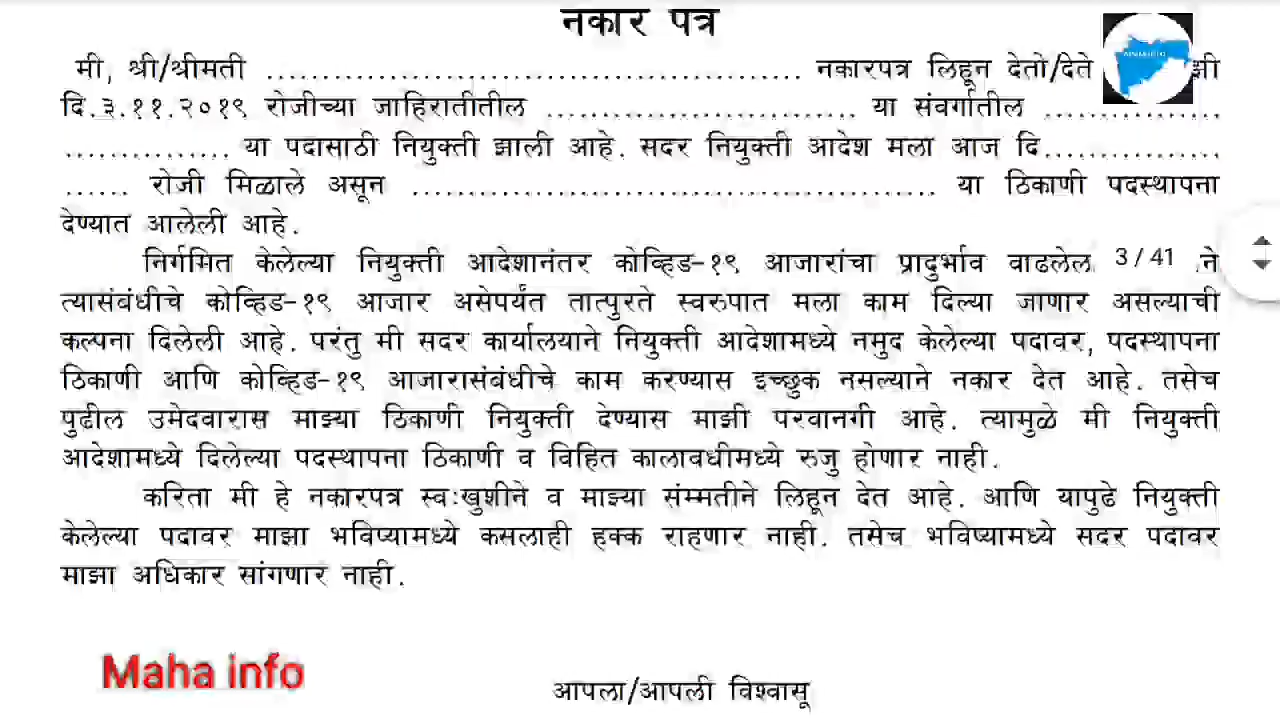 नकार पत्र
मी, श्री/श्रीमती ........................................................ नकारपत्र लिहून देतो/देते
दि.३.११.२०१९ रोजीच्या जाहिरातीतील ............................ या संवर्गातील ................
............... या पदासाठी नियुक्ती झाली आहे. सदर नियुक्ती आदेश मला आज दि................
...... रोजी मिळाले असून ............................................... या ठिकाणी पदस्थापना
देण्यात आलेली आहे.
निर्गमित केलेल्या नियुक्ती आदेशानंतर कोव्हिड-१९ आजारांचा प्रादुर्भाव 3 / 41
त्यासंबंधीचे कोव्हिड-१९ आजार असेपर्यंत तात्पुरते स्वरुपात मला काम दिल्या जाणार असल्याची
कल्पना दिलेली आहे. परंतु मी सदर कार्यालयाने नियुक्ती आदेशामध्ये नमुद केलेल्या पदावर, पदस्थापना
ठिकाणी आणि कोव्हिड-१९ आजारासंबंधीचे काम करण्यास इच्छुक नसल्याने नकार देत आहे. तसेच
पुढील उमेदवारास माझ्या ठिकाणी नियुक्ती देण्यास माझी परवानगी आहे. त्यामुळे मी नियुक्ती
आदेशामध्ये दिलेल्या पदस्थापना ठिकाणी व विहित कालावधीमध्ये रुजु होणार नाही.
करिता मी हे नकारपत्र स्वःखुशीने व माझ्या संम्मतीने लिहून देत आहे. आणि यापुढे नियुक्ती
केलेल्या पदावर माझा भविष्यामध्ये कसलाही हक्क राहणार नाही. तसेच भविष्यामध्ये सदर पदावर
माझा अधिकार सांगणार नाही.
Maha info
आपला/आपली विश्वासू